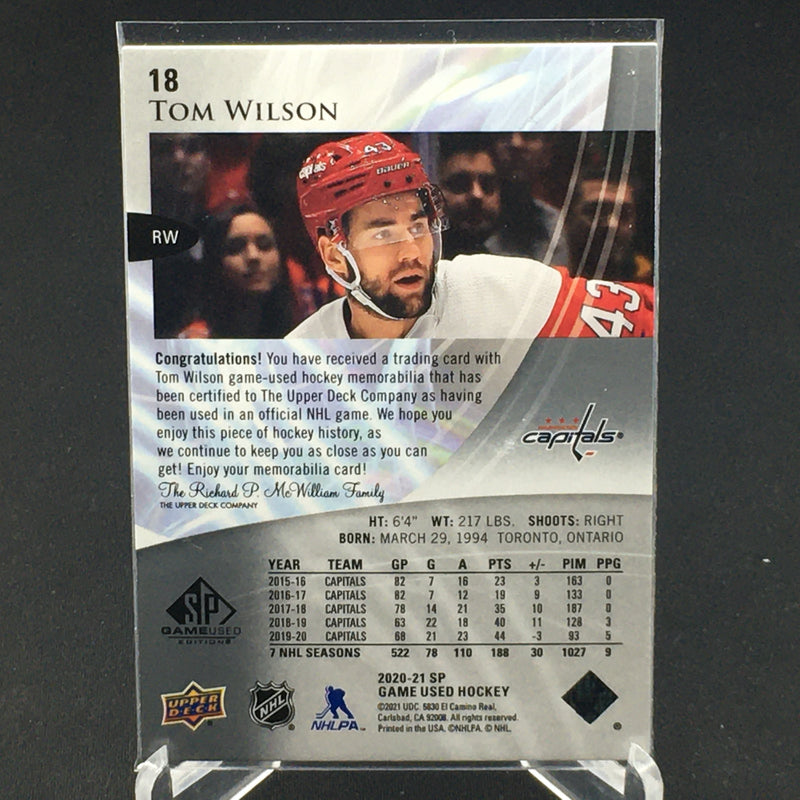 18
TOM WILSON
43
capitals
BAUER
RW
43
Congratulations! You have received a trading card with
Tom Wilson game-used hockey memorabilia that has
been certified to The Upper Deck Company as having
been used in an official NHL game. We hope you
enjoy this piece of hockey history, as
we continue to keep you as close as you can
get! Enjoy your memorabilia card!
The Richard P. McWilliam Family
THE UPPER DECK COMPANY
WASHINGTON
capitals®
HT: 6'4" WT: 217 LBS. SHOOTS: RIGHT
BORN: MARCH 29, 1994 TORONTO, ONTARIO
YEAR TEAM GP G A PTS +/- PIM PPG
2015-16 CAPITALS 82 7 16 23 3 163 0
2016-17 CAPITALS 82 7 12 19 9 133 0
2017-18 CAPITALS 78 14 21 35 10 187 0
2018-19 CAPITALS 63 22 18 40 11 128 3
2019-20 CAPITALS 68 21 23 44 -3 93 5
7 NHL SEASONS 522 78 110 188 30 1027 9
SP
GAMEUSED
EDITION®
2020-21 SP
GAME USED HOCKEY
©2021 UDC. 5830 El Camino Real,
Carlsbad, CA 92008. All rights reserved.
Printed in the USA. ©NHLPA. © NHL.
UPPER
DECK
NHL®
NHLPA™
®